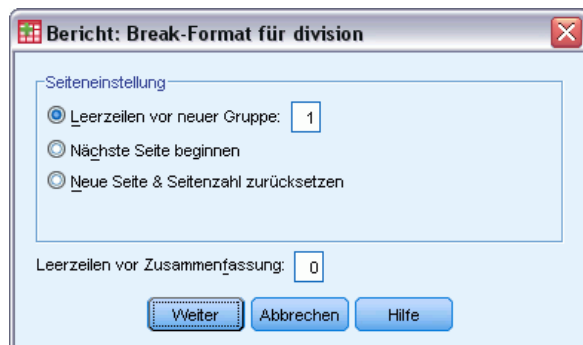 Bericht: Break-Format für division
Seiteneinstellung
Leerzeilen vor neuer Gruppe: 1
Nächste Seite beginnen
Neue Seite & Seitenzahl zurücksetzen
Leerzeilen vor Zusammenfassung: 0
Weiter Abbrechen Hilfe